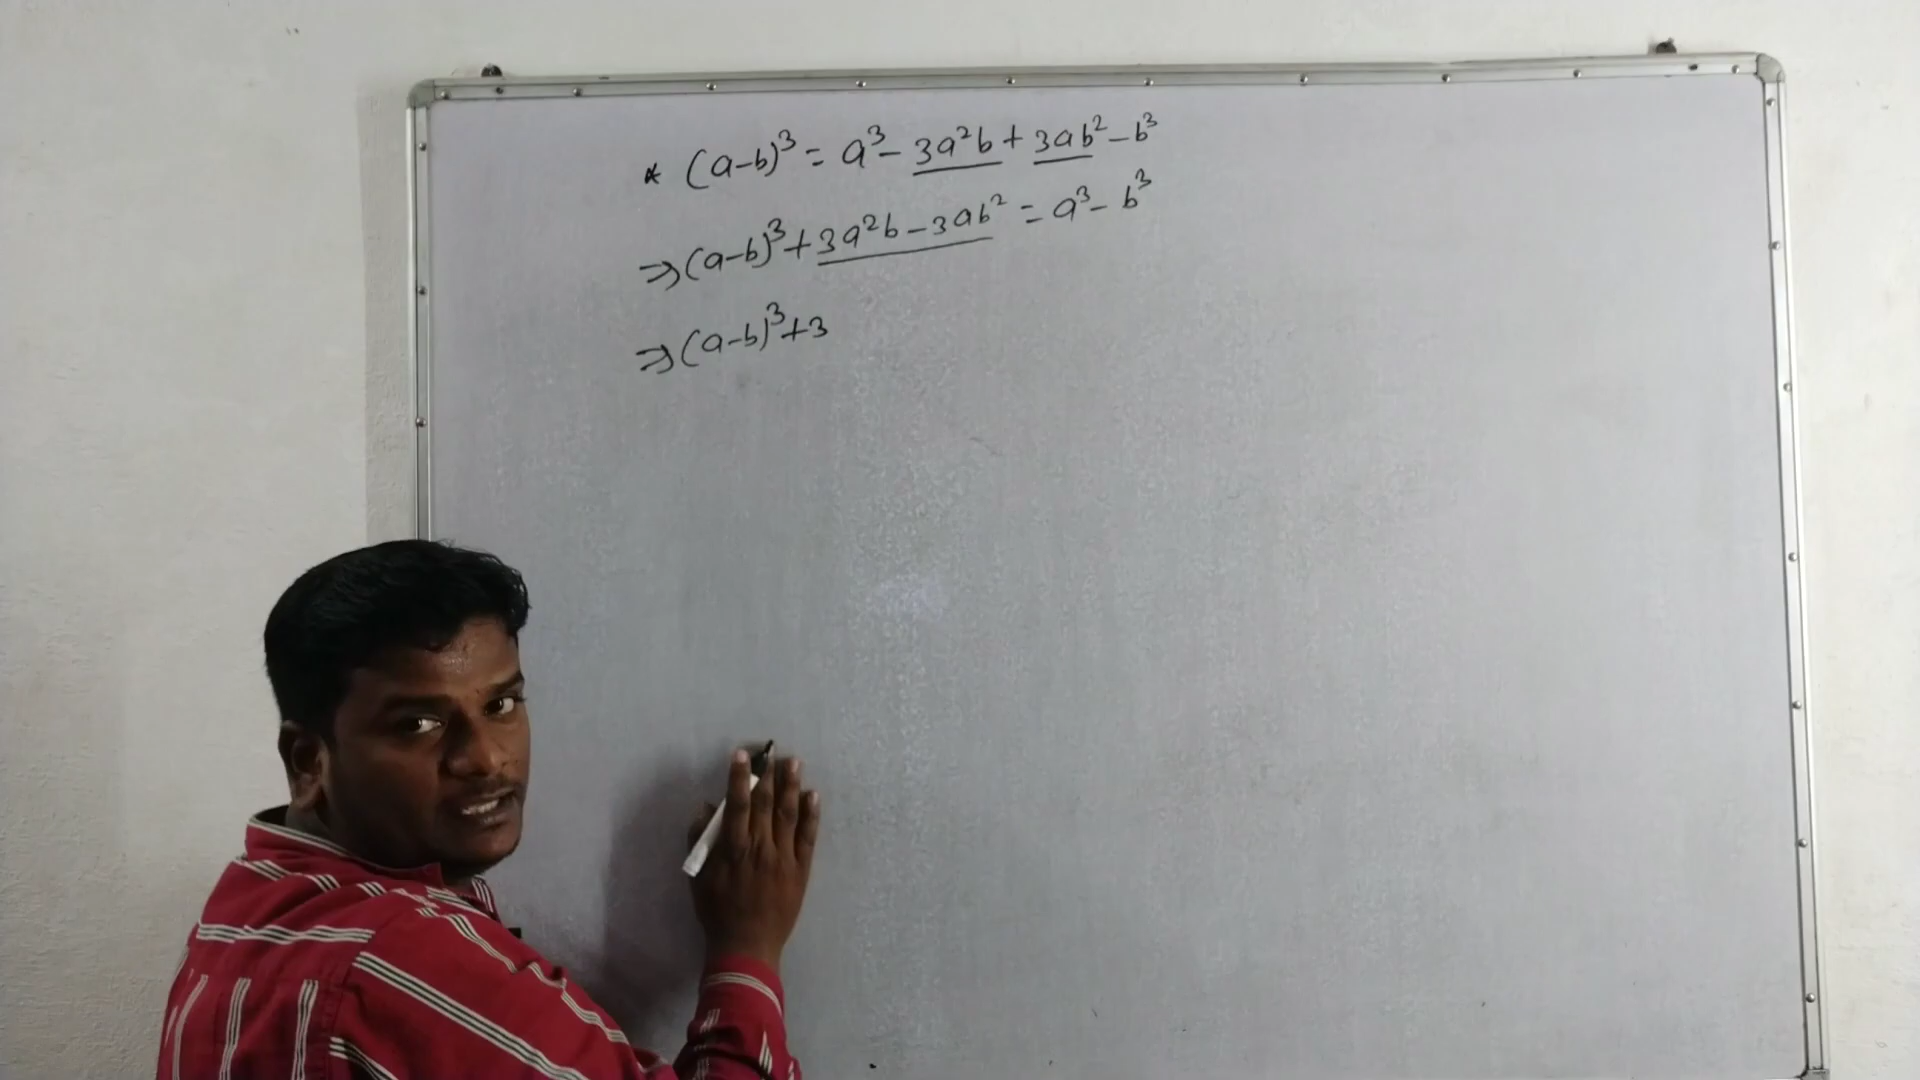 * (a-b)³ = a³ - 3a²b + 3ab² - b³
⇒ (a-b)³ + 3a²b - 3ab² = a³ - b³
⇒ (a-b)³ + 3